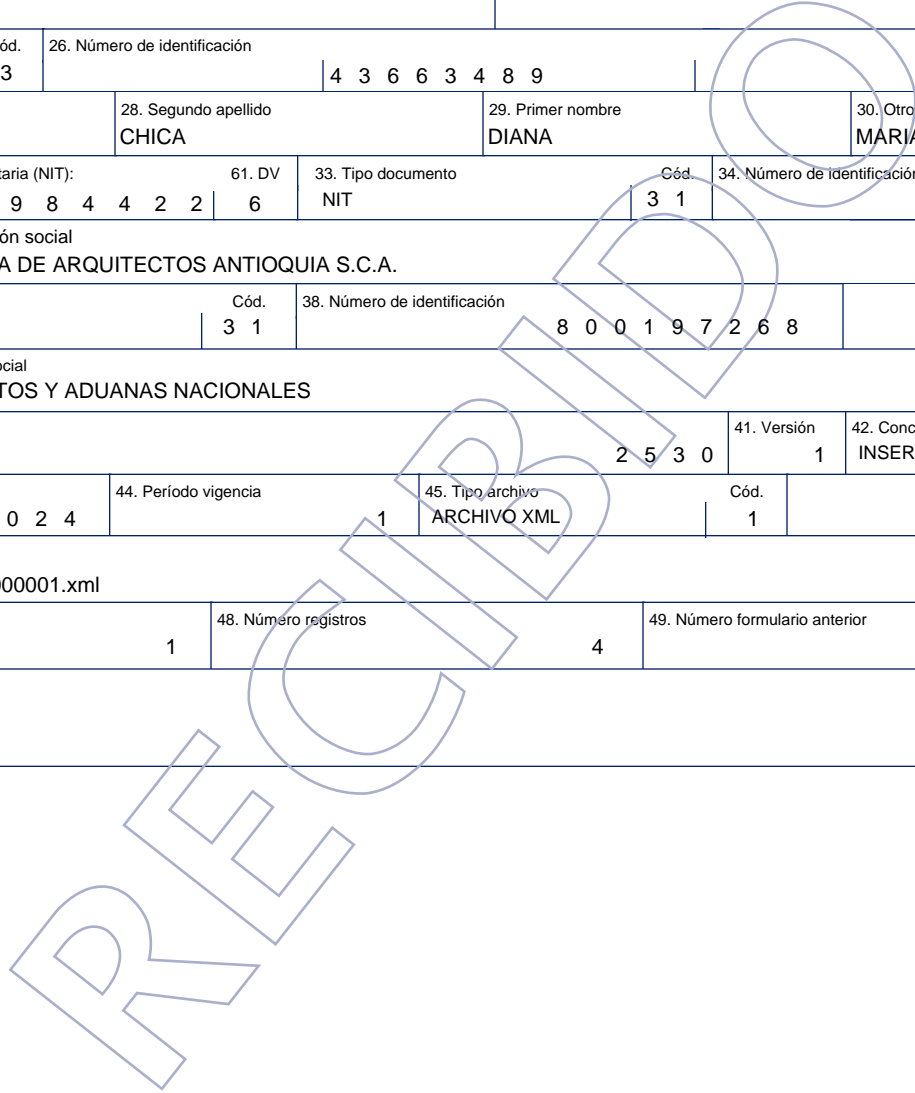 ód. 26. Número de identificación
3 4 3 6 6 3 4 8 9
28. Segundo apellido 29. Primer nombre 30. Otro
CHICA DIANA MARIA
taria (NIT): 61. DV 33. Tipo documento Cód. 34. Número de identificación
9 8 4 4 2 2 6 NIT 3 1
ón social
A DE ARQUITECTOS ANTIOQUIA S.C.A.
Cód. 38. Número de identificación
3 1 8 0 0 1 9 7 2 6 8
ocial
TOS Y ADUANAS NACIONALES
41. Versión 42. Conc
2 5 3 0 1 INSER
44. Período vigencia 45. Tipo archivo Cód.
0 2 4 1 ARCHIVO XML 1
000001.xml
48. Número registros 49. Número formulario anterior
1 4
RECIBIDO